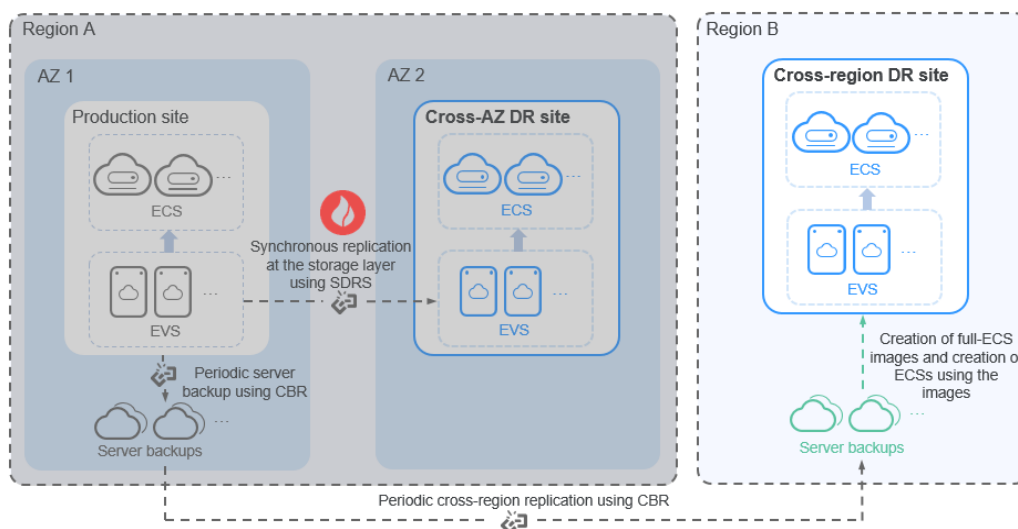 Region A
AZ 1
Production site
ECS
...
EVS
...
Periodic server
backup using CBR
Server backups
...
Synchronous replication
at the storage layer
using SDRS
AZ 2
Cross-AZ DR site
ECS
...
EVS
...
Region B
Cross-region DR site
ECS
...
EVS
...
Creation of full-ECS
images and creation o
ECSs using the
images
Server backups
...
Periodic cross-region replication using CBR